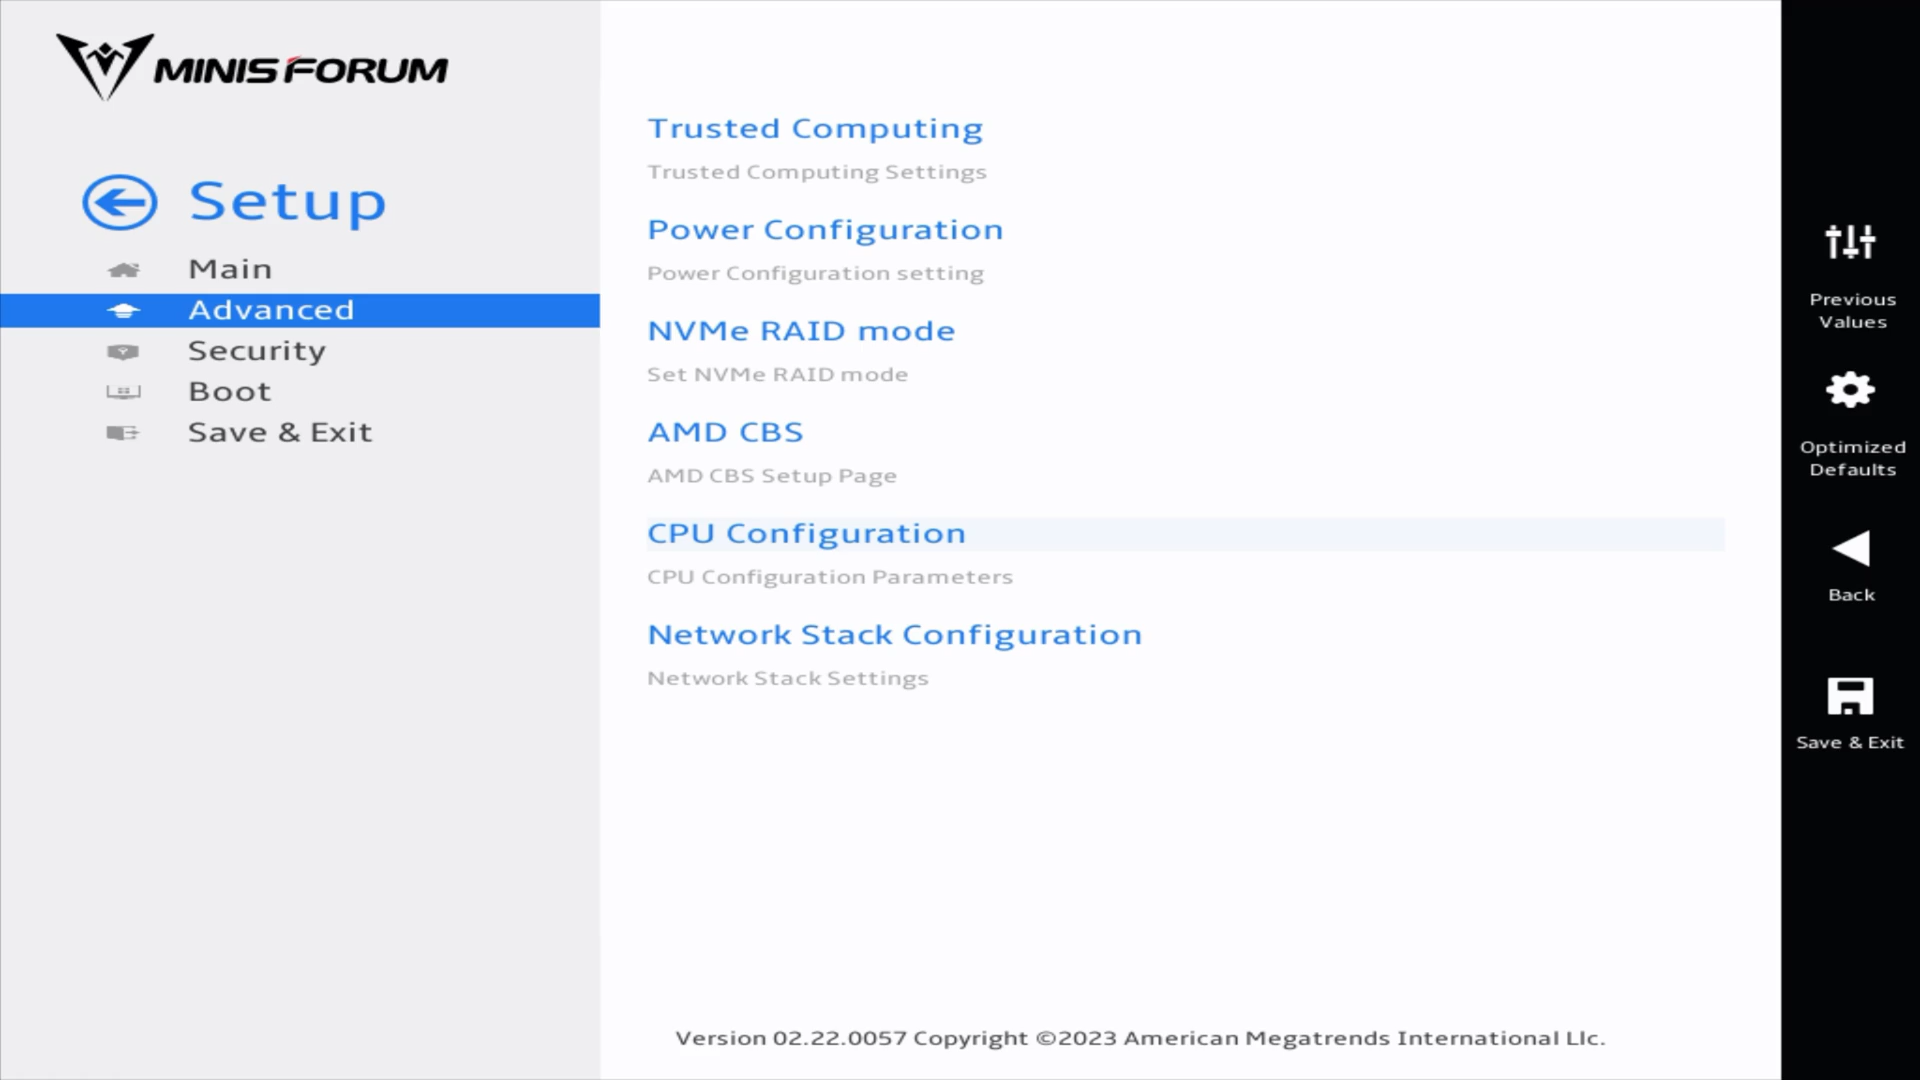 MINISFORUM
Setup
Main
Advanced
Security
Boot
Save & Exit
Trusted Computing
Trusted Computing Settings
Power Configuration
Power Configuration setting
NVMe RAID mode
Set NVMe RAID mode
AMD CBS
AMD CBS Setup Page
CPU Configuration
CPU Configuration Parameters
Network Stack Configuration
Network Stack Settings
Version 02.22.0057 Copyright ©2023 American Megatrends International Llc.
Previous
Values
Optimized
Defaults
Back
Save & Exit